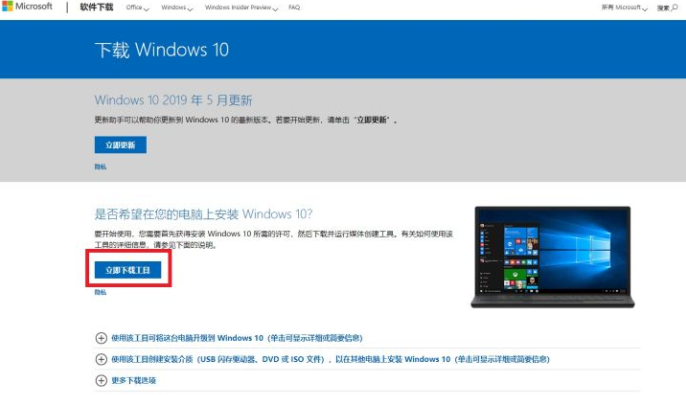 Microsoft 软件下载 Office Windows Windows Insider Preview FAQ 所有 Microsoft 搜索
下载 Windows 10
Windows 10 2019 年 5 月更新
更新助手可以帮助你更新到 Windows 10 的最新版本。若要开始更新，请单击“立即更新”。
立即更新
隐私
是否希望在您的电脑上安装 Windows 10?
要开始使用，您需要首先获得安装 Windows 10 所需的许可，然后下载并运行媒体创建工具。有关如何使用该
工具的详细信息，请参见下面的说明。
立即下载工具
隐私
使用该工具可将这台电脑升级到 Windows 10（单击可显示详细或简要信息）
使用该工具创建安装介质（USB 闪存驱动器、DVD 或 ISO 文件），以在其他电脑上安装 Windows 10（单击可显示详细或简要信息）
更多下载选项